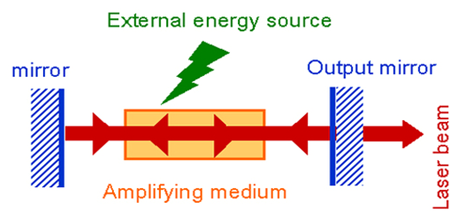 External energy source
mirror
Output mirror
Amplifying medium
Laser beam